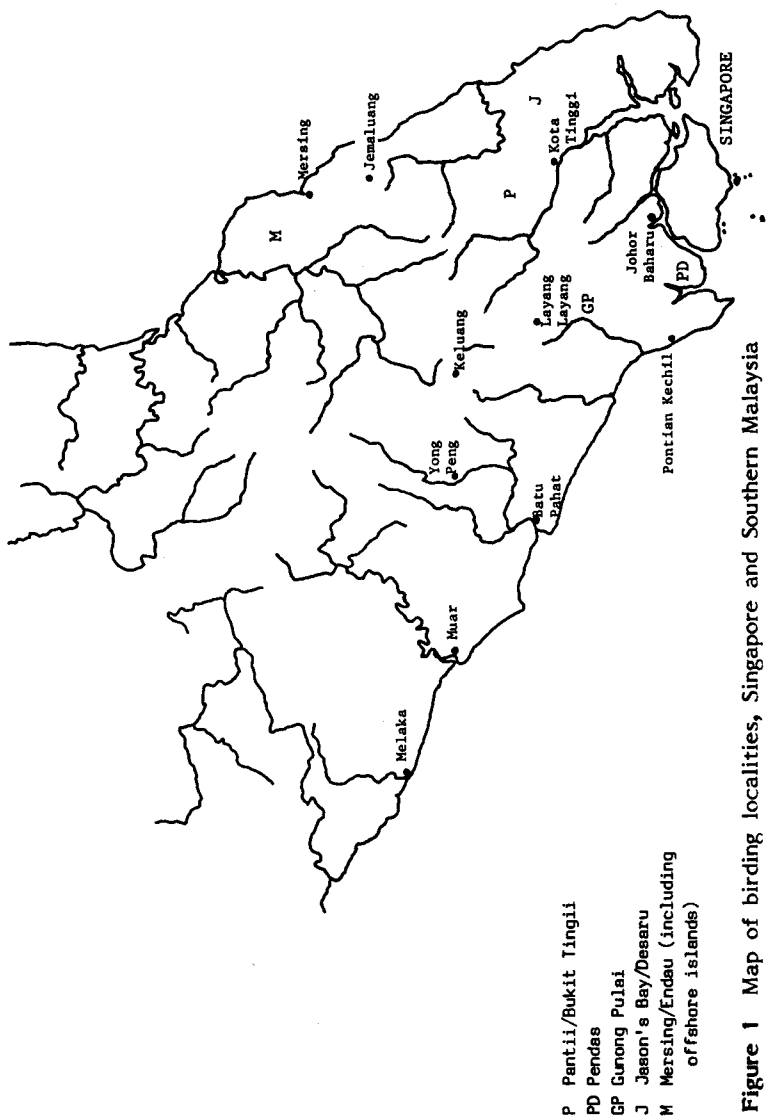 Mersing
Jemaluang
M
J
P
Kota
Tinggi
Johor
Baharu
SINGAPORE
PD
Layang
Layang
GP
Keluang
Pontian Kechil
Yong
Peng
Batu
Pahat
Muar
Melaka
P Pantii/Bukit Tingii
PD Pendas
GP Gunong Pulai
J Jason's Bay/Desaru
M Mersing/Endau (including
offshore islands)
Figure 1 Map of birding localities, Singapore and Southern Malaysia